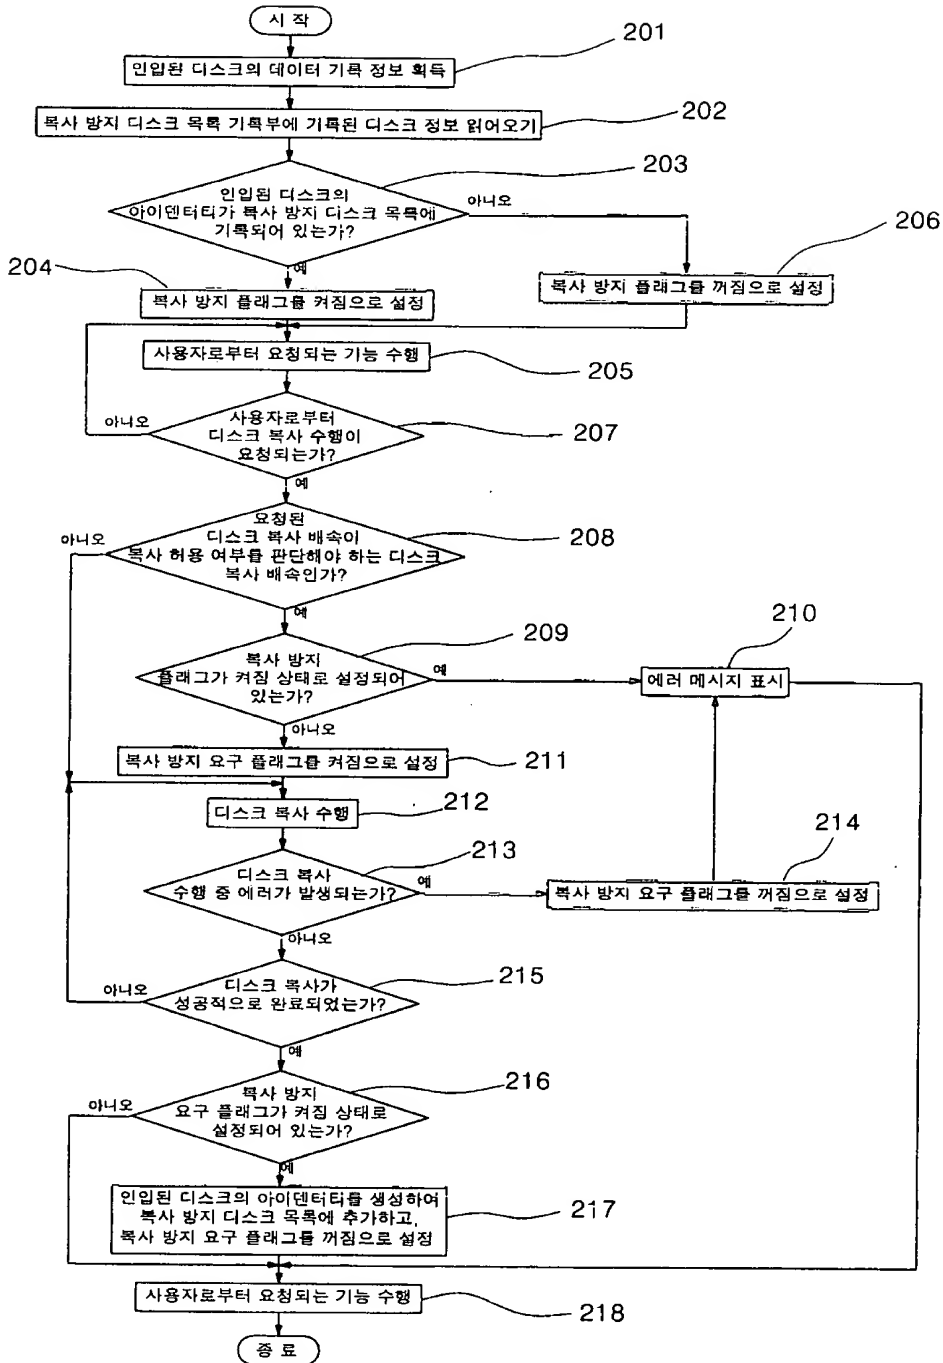 시 작
201
인입된 디스크의 데이터 기록 정보 획득
202
복사 방지 디스크 목록 기록부에 기록된 디스크 정보 읽어오기
203
인입된 디스크의
아이덴터티가 복사 방지 디스크 목록에
기록되어 있는가?
아니오
206
예
204
복사 방지 플래그를 꺼짐으로 설정
복사 방지 플래그를 켜짐으로 설정
사용자로부터 요청되는 기능 수행
205
사용자로부터
디스크 복사 수행이
요청되는가?
아니오
207
예
요청된
디스크 복사 배속이
복사 허용 여부를 판단해야 하는 디스크
복사 배속인가?
아니오
208
예
209
210
복사 방지
플래그가 켜짐 상태로 설정되어
있는가?
예
에러 메시지 표시
아니오
복사 방지 요구 플래그를 켜짐으로 설정
211
디스크 복사 수행
212
213
214
디스크 복사
수행 중 에러가 발생되는가?
예
복사 방지 요구 플래그를 꺼짐으로 설정
아니오
디스크 복사가
성공적으로 완료되었는가?
215
아니오
예
216
복사 방지
요구 플래그가 켜짐 상태로
설정되어 있는가?
아니오
예
인입된 디스크의 아이덴터티를 생성하여
복사 방지 디스크 목록에 추가하고,
복사 방지 요구 플래그를 꺼짐으로 설정
217
사용자로부터 요청되는 기능 수행
218
종 료